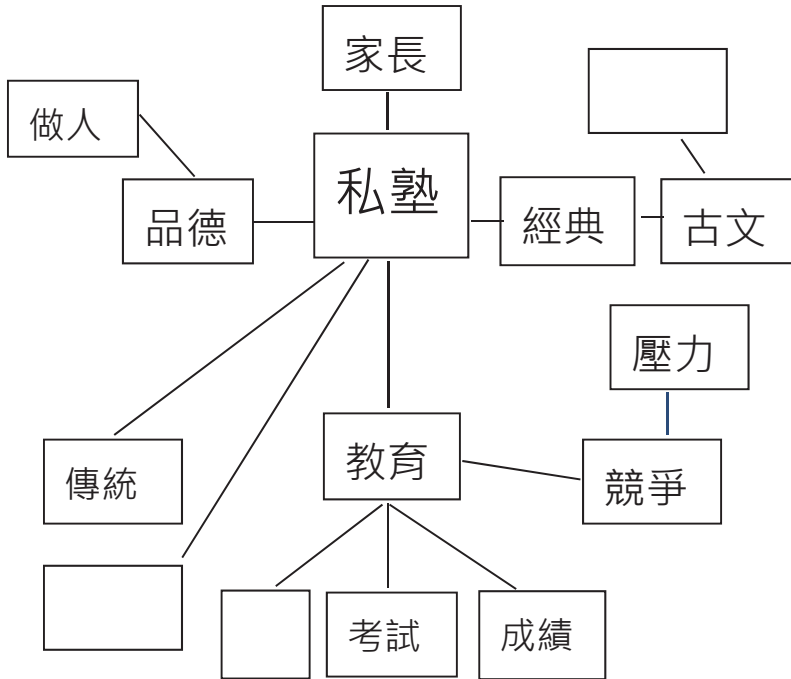 家長
做人
私塾
品德
經典
古文
壓力
傳統
教育
競爭
考試
成績